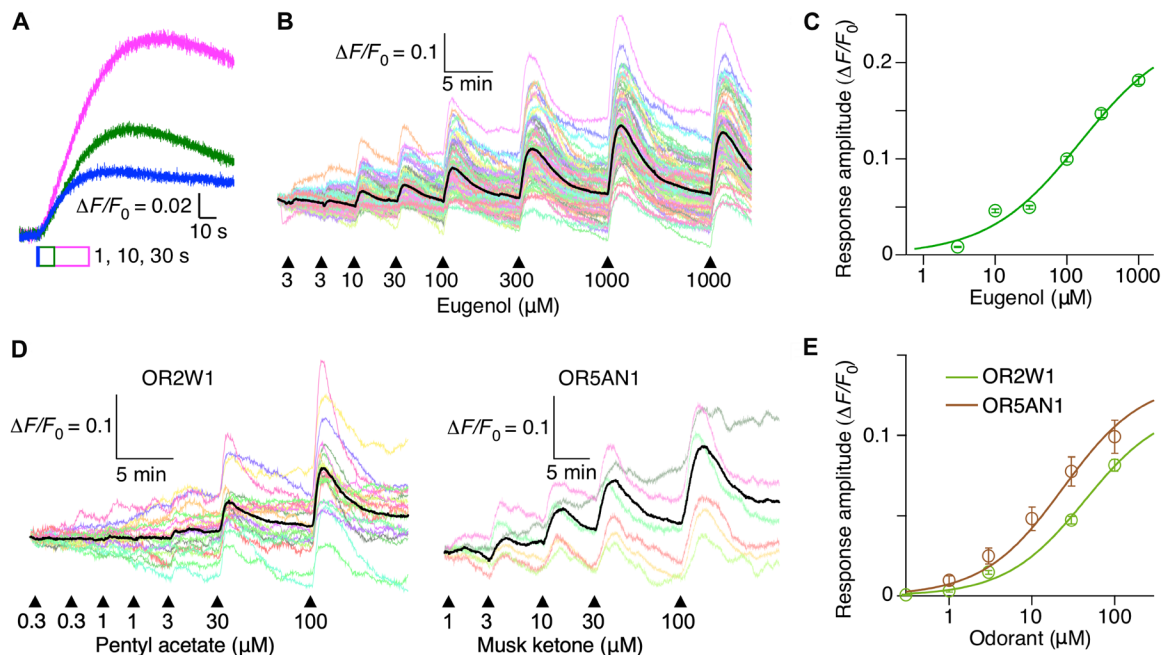 A
ΔF/F0 = 0.02
10 s
1, 10, 30 s
B
ΔF/F0 = 0.1
5 min
3 3 10 30 100 300 1000 1000
Eugenol (µM)
C
Response amplitude (ΔF/F0)
0.2
0.1
0
1 10 100 1000
Eugenol (µM)
D
OR2W1
ΔF/F0 = 0.1
5 min
0.3 0.3 1 1 3 30 100
Pentyl acetate (µM)
OR5AN1
ΔF/F0 = 0.1
5 min
1 3 10 30 100
Musk ketone (µM)
E
OR2W1
OR5AN1
Response amplitude (ΔF/F0)
0.1
0
1 10 100
Odorant (µM)